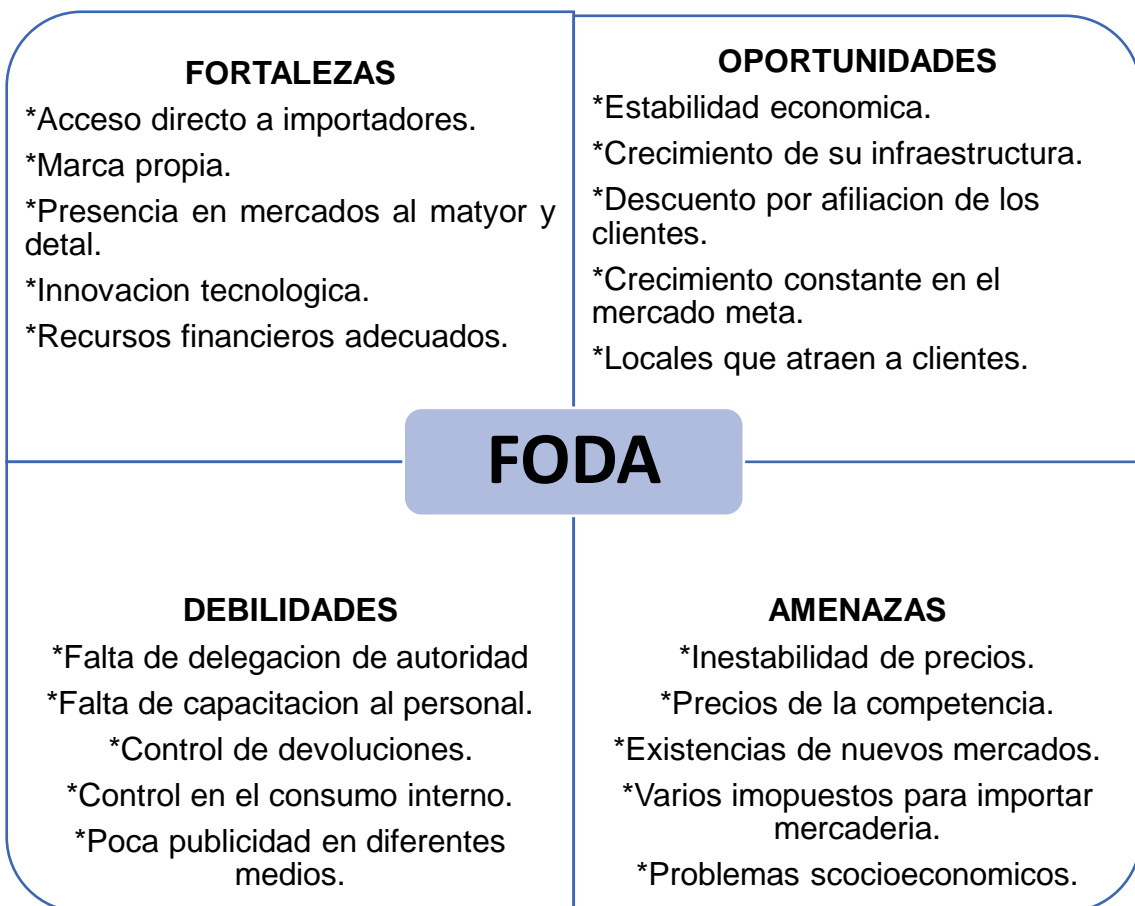 FORTALEZAS
*Acceso directo a importadores.
*Marca propia.
*Presencia en mercados al matyor y
detal.
*Innovacion tecnologica.
*Recursos financieros adecuados.
OPORTUNIDADES
*Estabilidad economica.
*Crecimiento de su infraestructura.
*Descuento por afiliacion de los
clientes.
*Crecimiento constante en el
mercado meta.
*Locales que atraen a clientes.
FODA
DEBILIDADES
*Falta de delegacion de autoridad
*Falta de capacitacion al personal.
*Control de devoluciones.
*Control en el consumo interno.
*Poca publicidad en diferentes
medios.
AMENAZAS
*Inestabilidad de precios.
*Precios de la competencia.
*Existencias de nuevos mercados.
*Varios imopuestos para importar
mercaderia.
*Problemas scocioeconomicos.